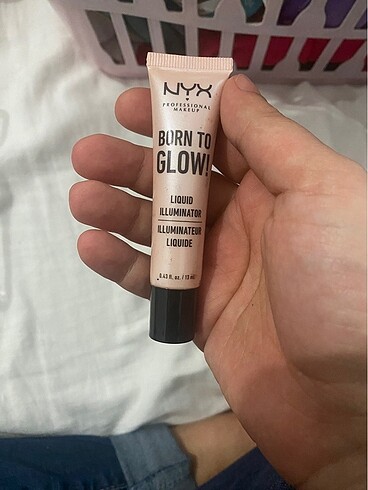 NYX
PROFESSIONAL
MAKEUP
BORN TO
GLOW!
LIQUID
ILLUMINATOR
ILLUMINATEUR
LIQUIDE
0.43 fl. oz. / 13 ml